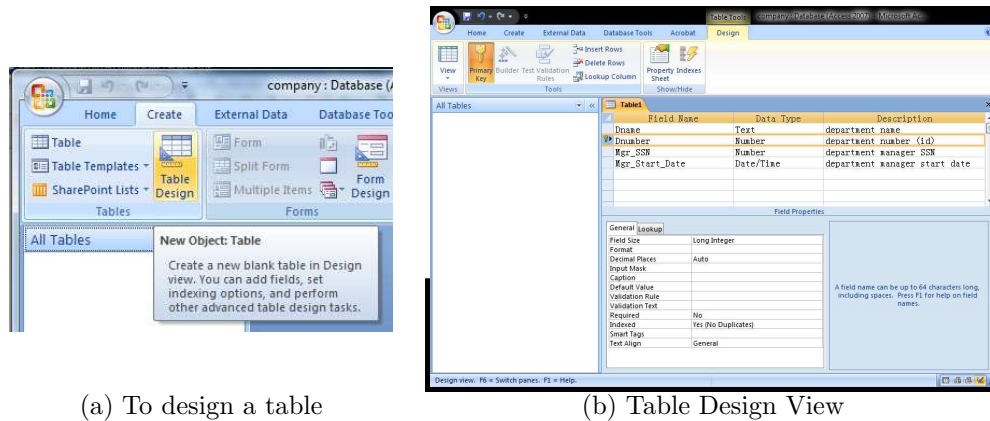 company : Database (A
Home Create External Data Database Too
Table
Table Templates
SharePoint Lists
Table Design
Tables
Form
Split Form
Multiple Items
Form Design
Forms
All Tables
New Object: Table
Create a new blank table in Design
view. You can add fields, set
indexing options, and perform
other advanced table design tasks.
(a) To design a table
Table Tools company : Database (Access 2007) - Microsoft Ac
Home Create External Data Database Tools Acrobat Design
View
Views
Primary Key
Builder
Test Validation Rules
Insert Rows
Delete Rows
Lookup Column
Tools
Property Sheet
Indexes
Show/Hide
All Tables
Table1
Field Name Data Type Description
Dname Text department name
Dnumber Number department number (id)
Mgr_SSN Number department manager SSN
Mgr_Start_Date Date/Time department manager start date
Field Properties
General Lookup
Field Size Long Integer
Format
Decimal Places Auto
Input Mask
Caption
Default Value
Validation Rule
Validation Text
Required No
Indexed Yes (No Duplicates)
Smart Tags
Text Align General
A field name can be up to 64 characters long,
including spaces. Press F1 for help on field
names.
Design view. F6 = Switch panes. F1 = Help.
(b) Table Design View